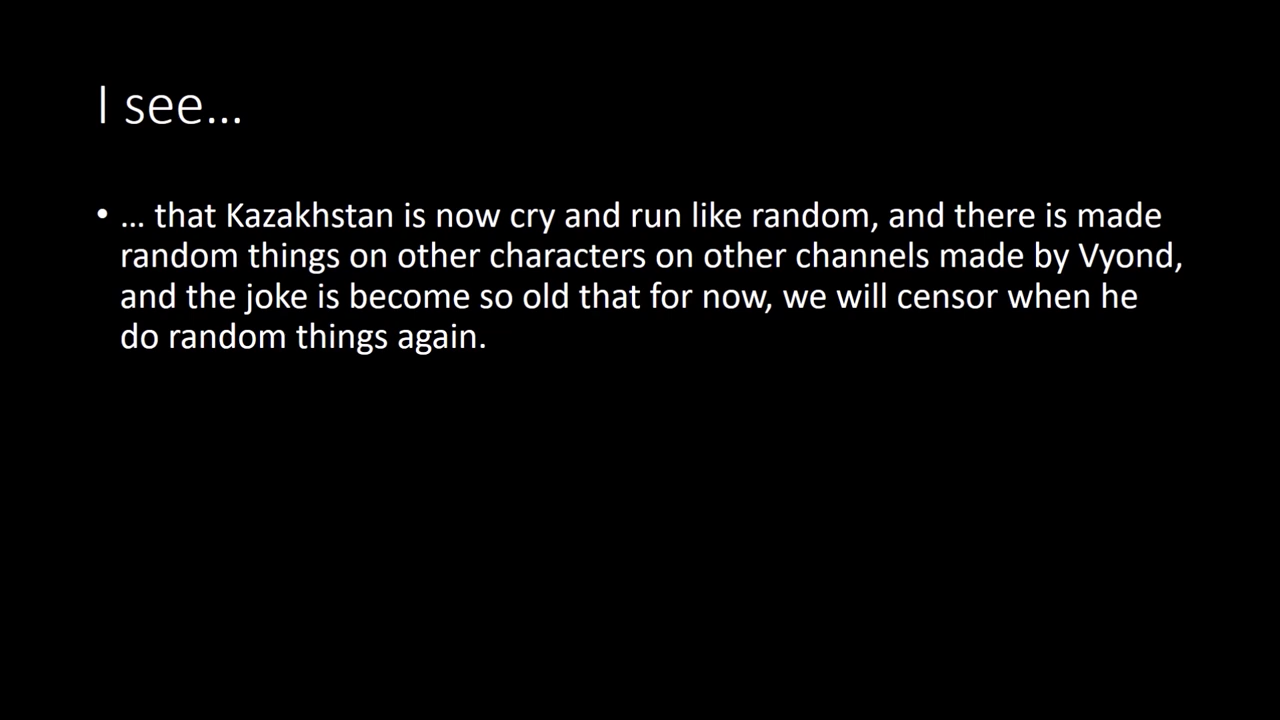 I see…
• … that Kazakhstan is now cry and run like random, and there is made
random things on other characters on other channels made by Vyond,
and the joke is become so old that for now, we will censor when he
do random things again.